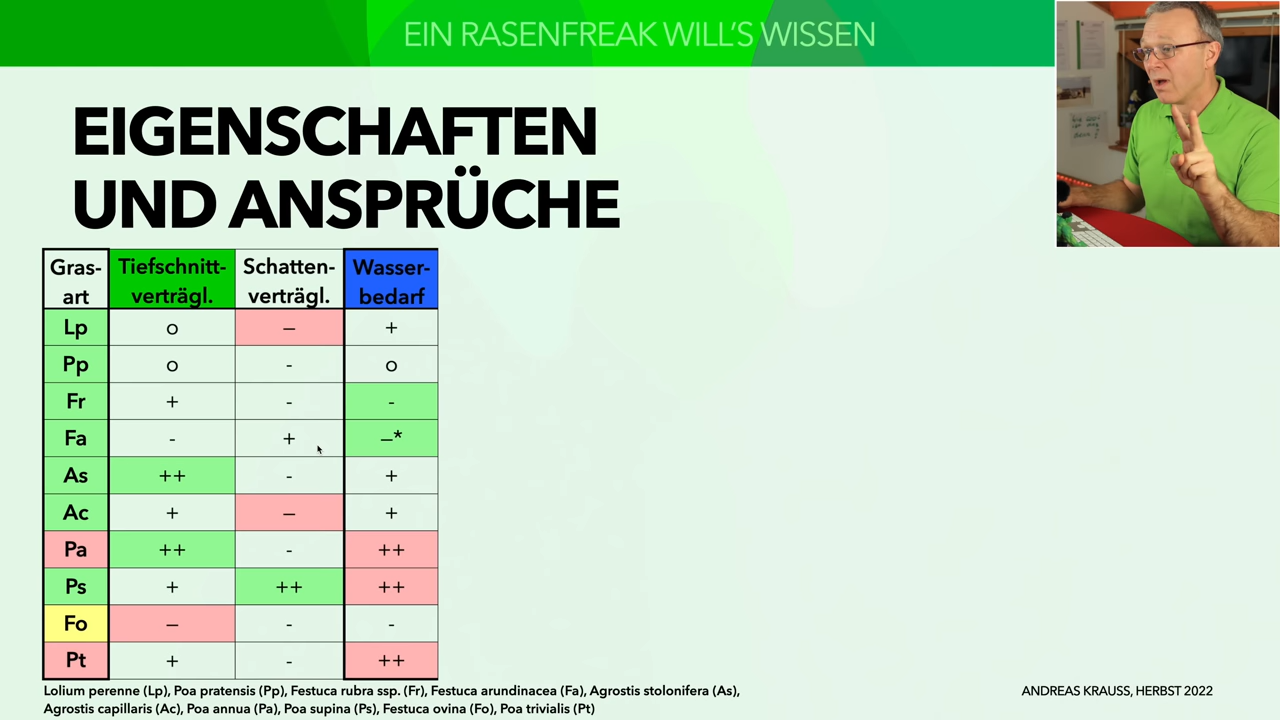 EIN RASENFREAK WILL'S WISSEN
EIGENSCHAFTEN
UND ANSPRÜCHE
Gras-art Tiefschnitt-verträgl. Schatten-verträgl. Wasser-bedarf
Lp o – +
Pp o - o
Fr + - -
Fa - + –*
As ++ - +
Ac + – +
Pa ++ - ++
Ps + ++ ++
Fo – - -
Pt + - ++
Lolium perenne (Lp), Poa pratensis (Pp), Festuca rubra ssp. (Fr), Festuca arundinacea (Fa), Agrostis stolonifera (As),
Agrostis capillaris (Ac), Poa annua (Pa), Poa supina (Ps), Festuca ovina (Fo), Poa trivialis (Pt)
ANDREAS KRAUSS, HERBST 2022